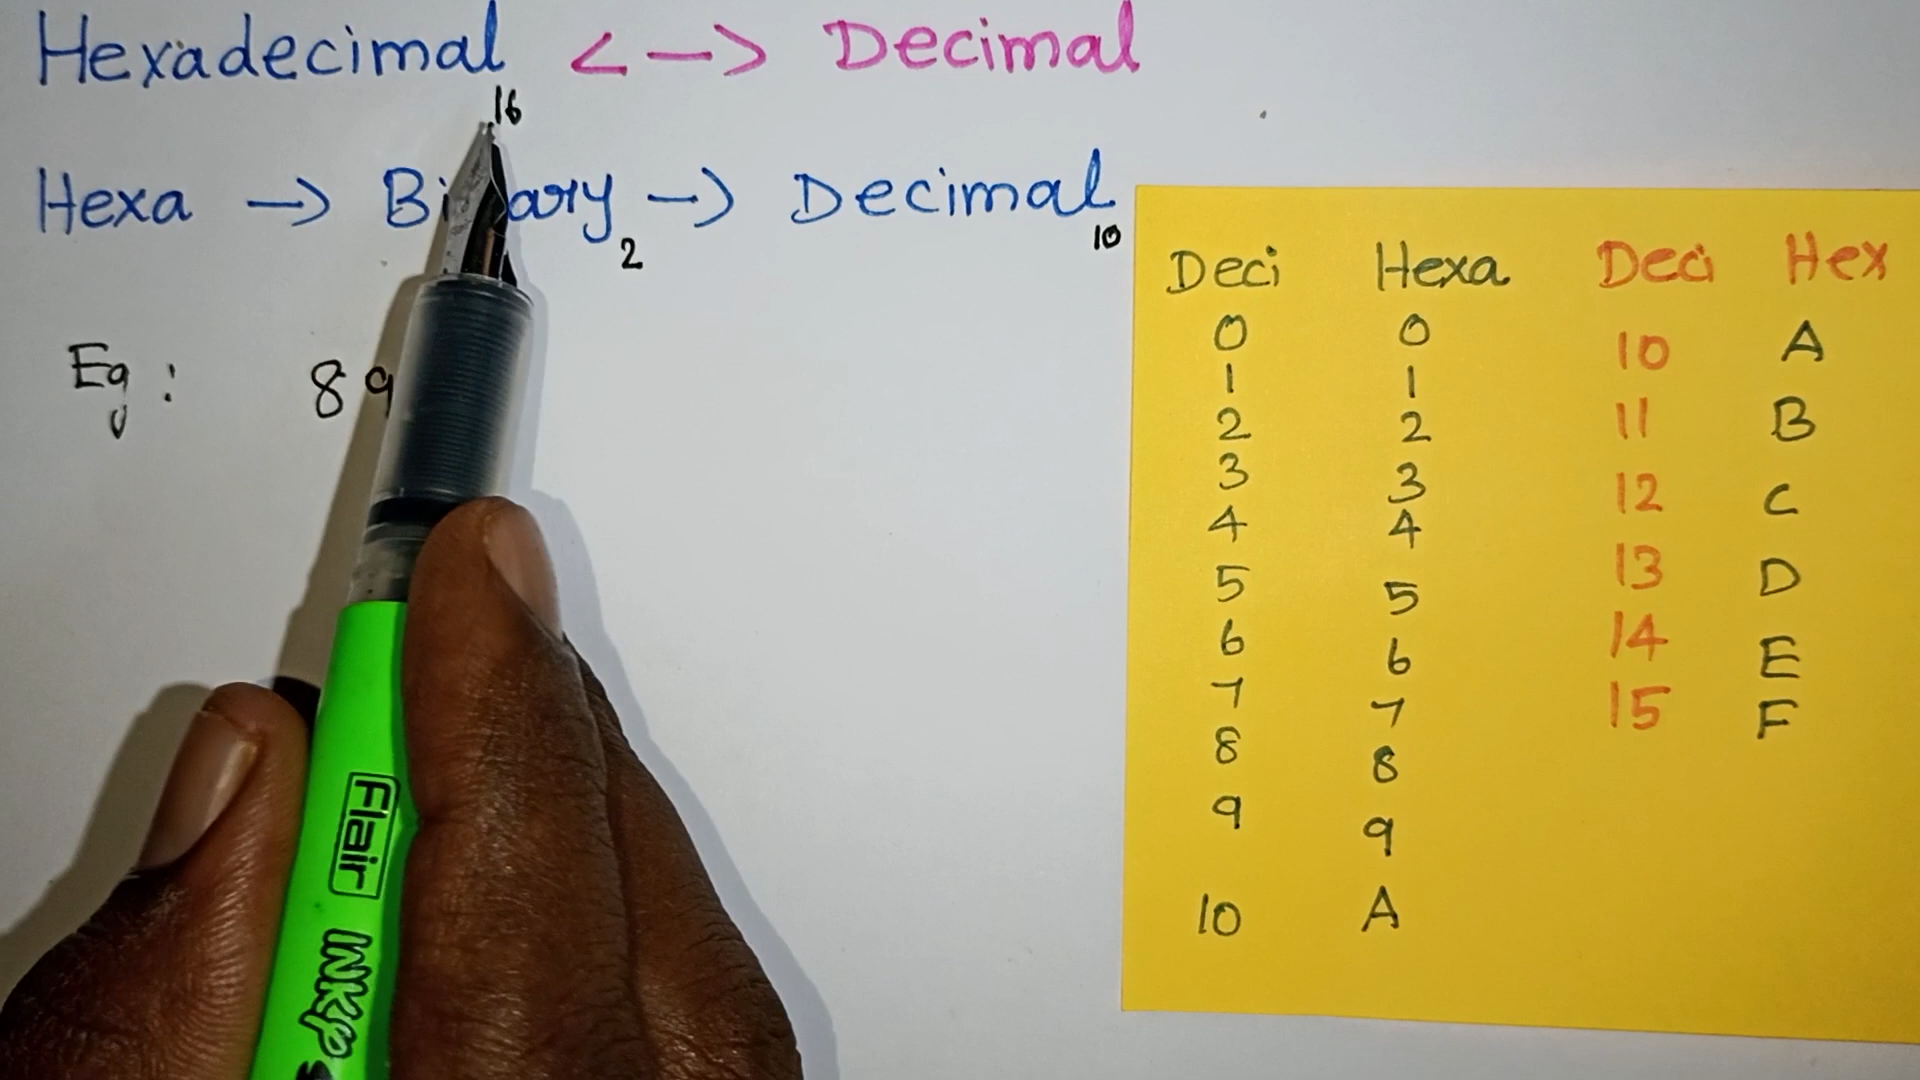 Hexadecimal <-> Decimal
16
Hexa -> Binary -> Decimal
2 10
Eg: 89
Deci Hexa Deci Hex
0 0 10 A
1 1 11 B
2 2 12 C
3 3 13 D
4 4 14 E
5 5 15 F
6 6
7 7
8 8
9 9
10 A
Flair